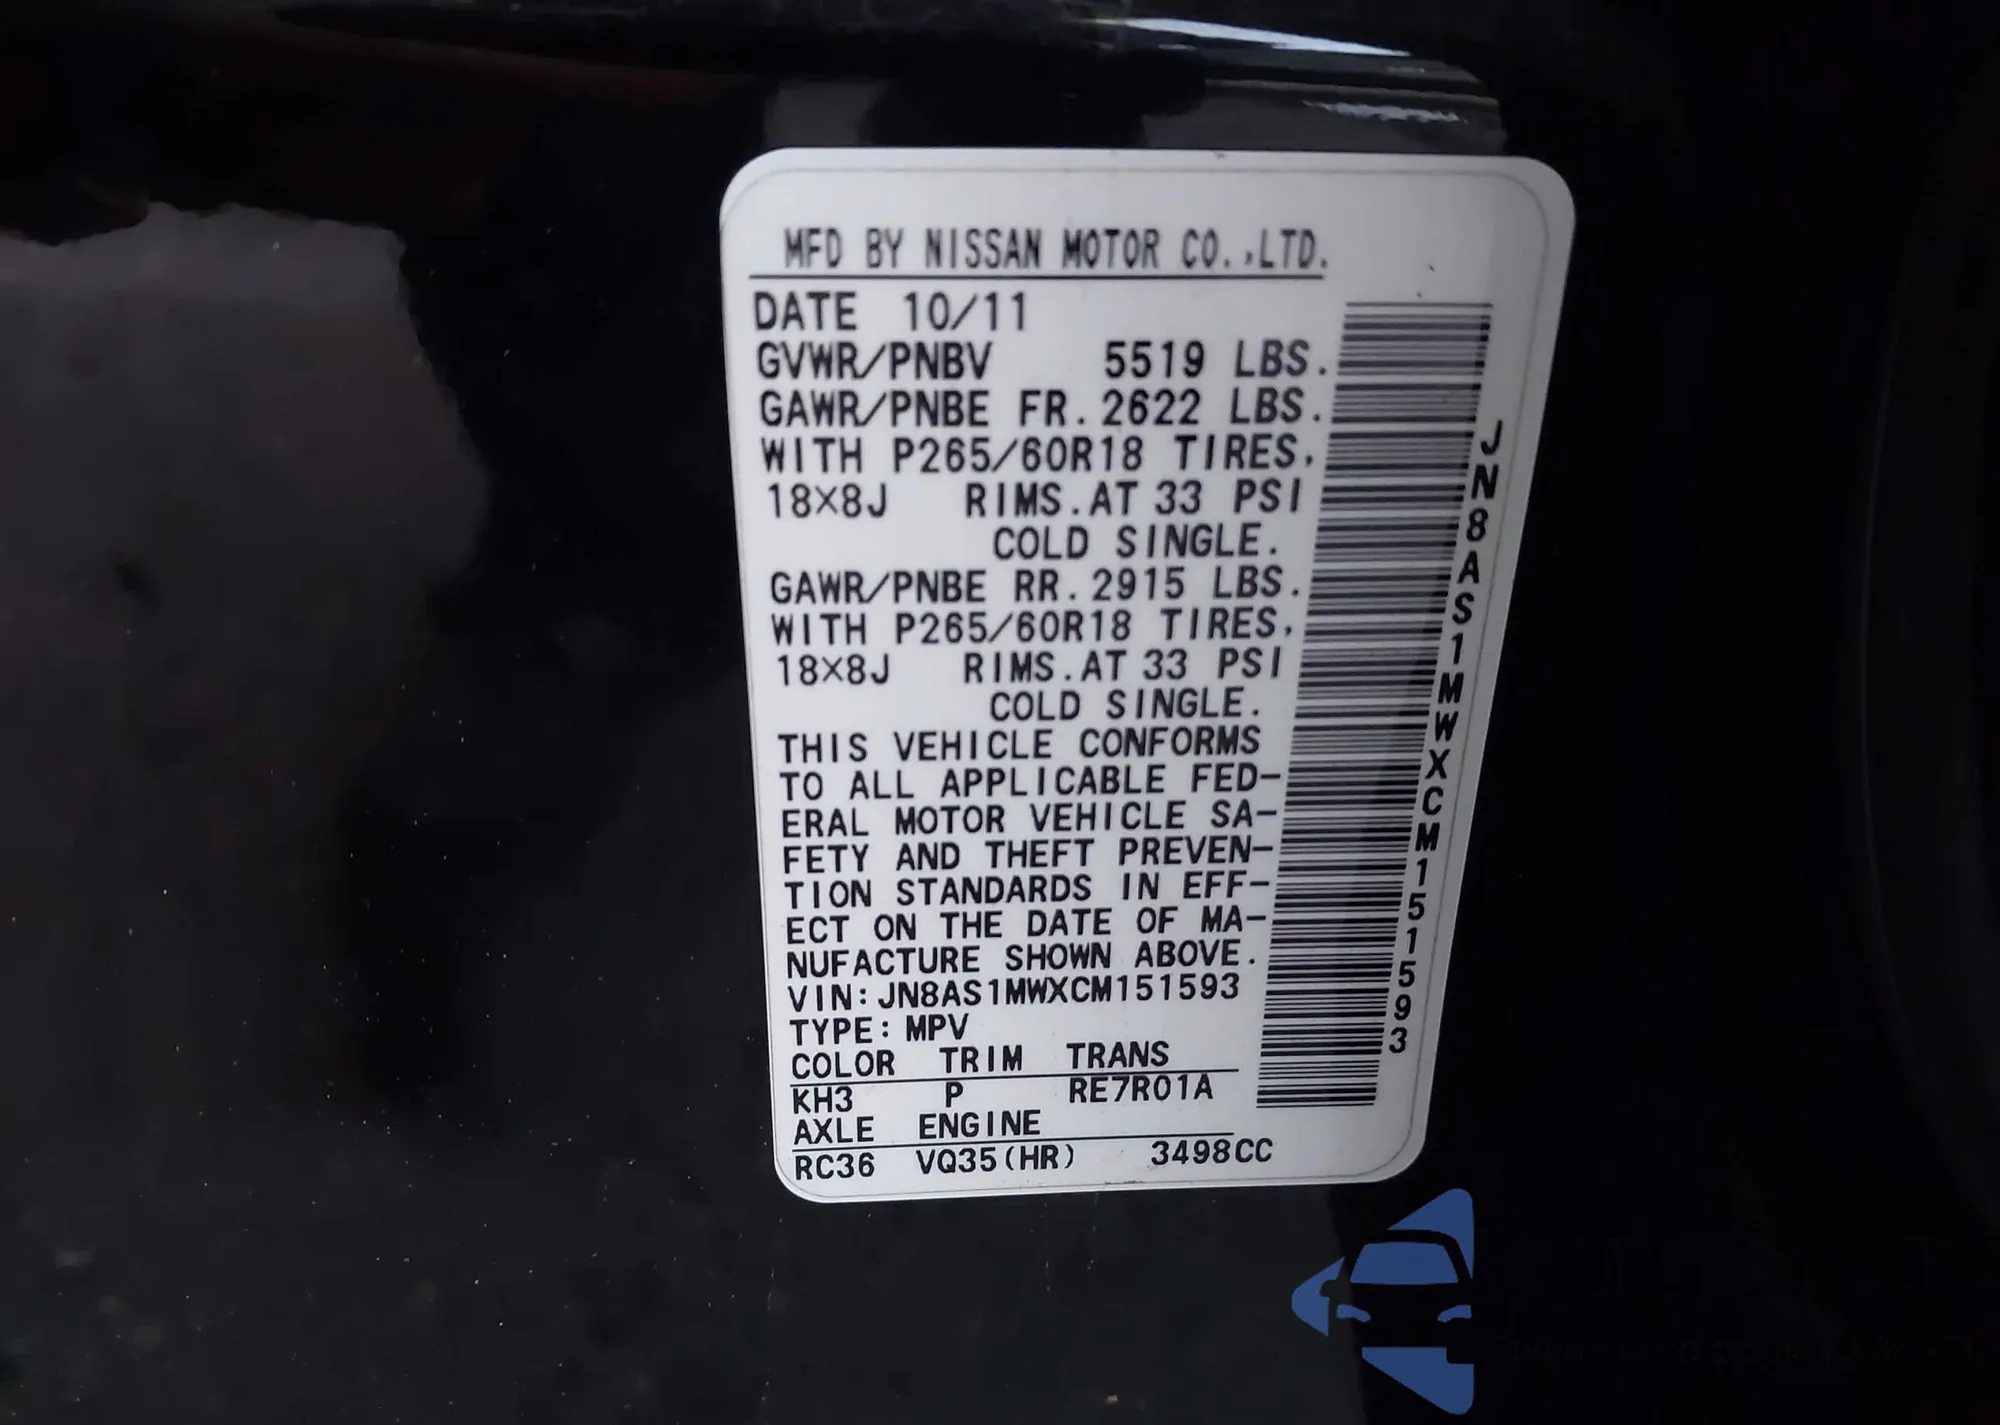 MFD BY NISSAN MOTOR CO.,LTD.
DATE 10/11
GVWR/PNBV 5519 LBS.
GAWR/PNBE FR. 2622 LBS.
WITH P265/60R18 TIRES,
18×8J RIMS. AT 33 PSI
COLD SINGLE.
GAWR/PNBE RR. 2915 LBS.
WITH P265/60R18 TIRES,
18×8J RIMS. AT 33 PSI
COLD SINGLE.
THIS VEHICLE CONFORMS
TO ALL APPLICABLE FED-
ERAL MOTOR VEHICLE SA-
FETY AND THEFT PREVEN-
TION STANDARDS IN EFF-
ECT ON THE DATE OF MA-
NUFACTURE SHOWN ABOVE.
VIN: JN8AS1MWXCM151593
TYPE: MPV
COLOR TRIM TRANS
KH3 P RE7R01A
AXLE ENGINE
RC36 VQ35(HR) 3498CC
JN8AS1MWXCM151593